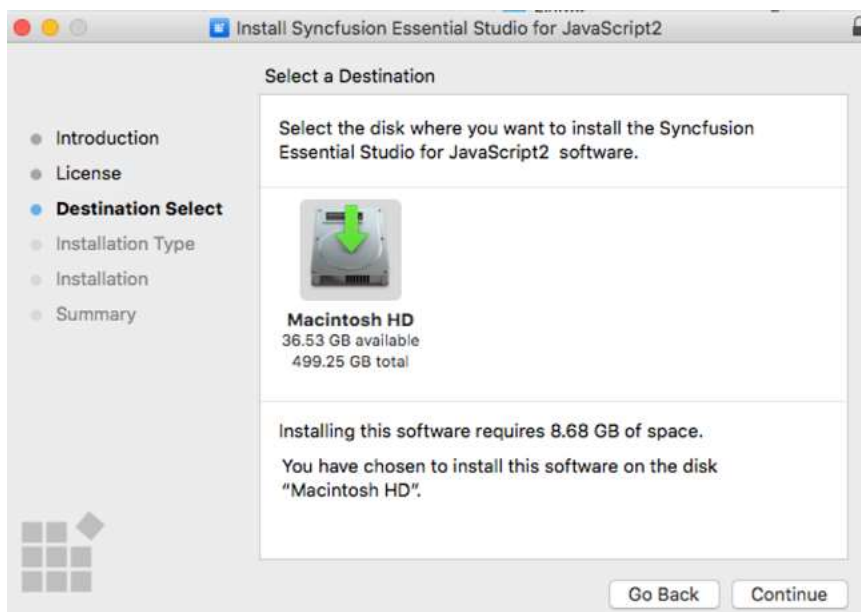 Install Syncfusion Essential Studio for JavaScript2
Select a Destination
Introduction
License
Destination Select
Installation Type
Installation
Summary
Select the disk where you want to install the Syncfusion
Essential Studio for JavaScript2 software.
Macintosh HD
36.53 GB available
499.25 GB total
Installing this software requires 8.68 GB of space.
You have chosen to install this software on the disk
“Macintosh HD”.
Go Back
Continue